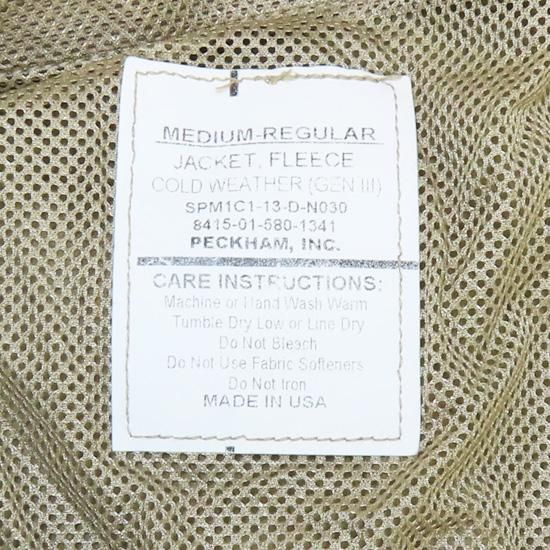 MEDIUM-REGULAR
JACKET, FLEECE
COLD WEATHER (GEN III)
SPM1C1-13-D-N030
8415-01-580-1341
PECKHAM, INC.
CARE INSTRUCTIONS:
Machine or Hand Wash Warm
Tumble Dry Low or Line Dry
Do Not Bleach
Do Not Use Fabric Softeners
Do Not Iron
MADE IN USA